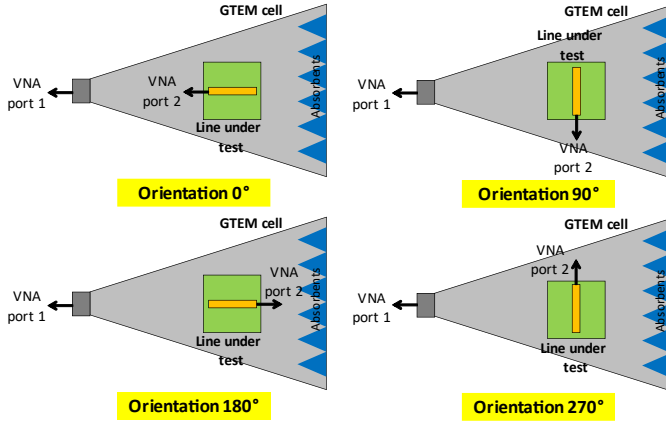 GTEM cell
VNA
port 1
VNA
port 2
Line under
test
Absorbents
Orientation 0°
GTEM cell
Line under
test
VNA
port 1
VNA
port 2
Absorbents
Orientation 90°
GTEM cell
VNA
port 1
VNA
port 2
Line under
test
Absorbents
Orientation 180°
GTEM cell
VNA
port 2
VNA
port 1
Line under
test
Absorbents
Orientation 270°